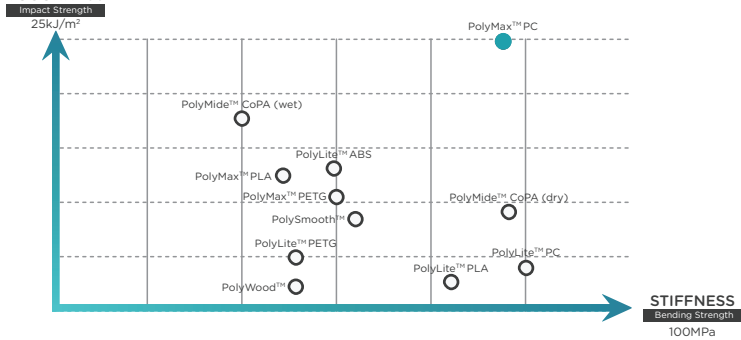 Impact Strength
25kJ/m²
PolyMax™ PC
PolyMide™ CoPA (wet)
PolyLite™ ABS
PolyMax™ PLA
PolyMax™ PETG
PolyMide™ CoPA (dry)
PolySmooth™
PolyLite™ PETG
PolyLite™ PC
PolyLite™ PLA
PolyWood™
STIFFNESS
Bending Strength
100MPa